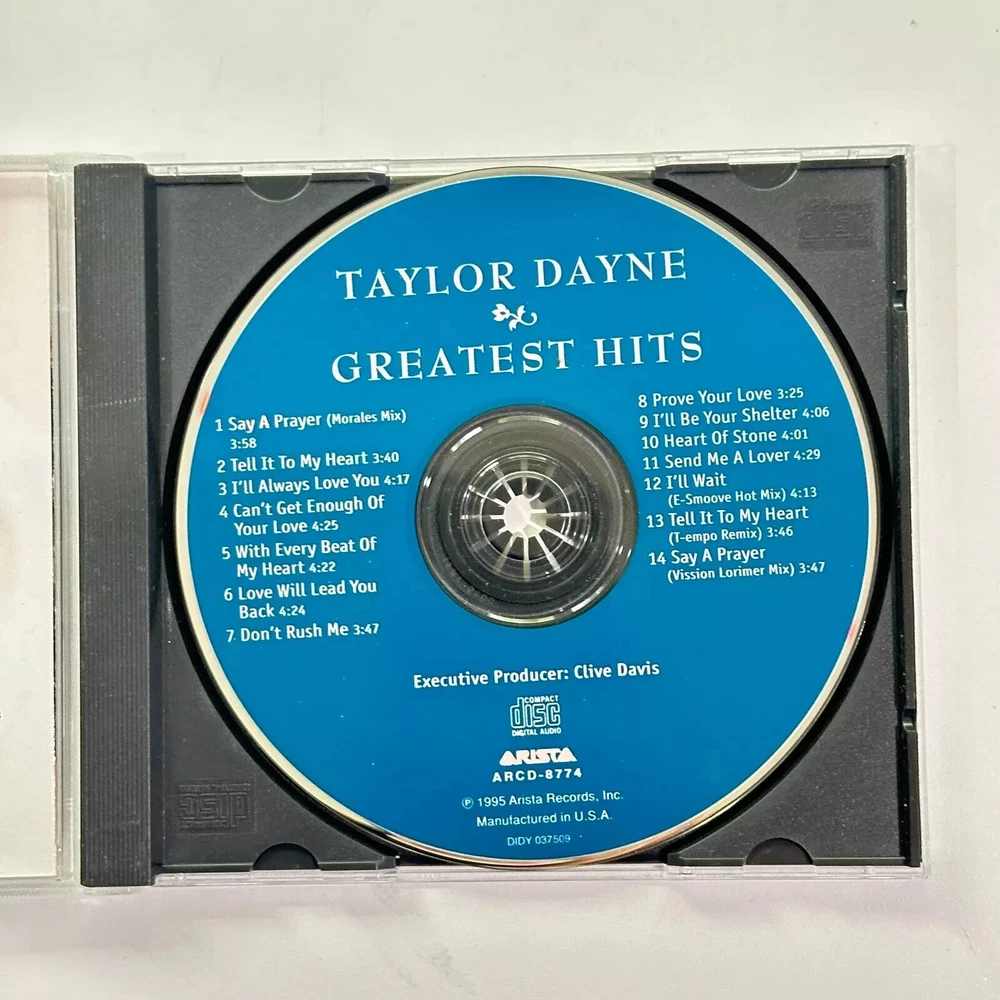 TAYLOR DAYNE
GREATEST HITS
1 Say A Prayer (Morales Mix)
3:58
2 Tell It To My Heart 3:40
3 I'll Always Love You 4:17
4 Can't Get Enough Of
Your Love 4:25
5 With Every Beat Of
My Heart 4:22
6 Love Will Lead You
Back 4:24
7 Don't Rush Me 3:47
8 Prove Your Love 3:25
9 I'll Be Your Shelter 4:06
10 Heart Of Stone 4:01
11 Send Me A Lover 4:29
12 I'll Wait
(E-Smoove Hot Mix) 4:13
13 Tell It To My Heart
(T-empo Remix) 3:46
14 Say A Prayer
(Vission Lorimer Mix) 3:47
Executive Producer: Clive Davis
COMPACT
disc
DIGITAL AUDIO
ARISTA
ARCD-8774
℗ 1995 Arista Records, Inc.
Manufactured in U.S.A.
DIDY 037509